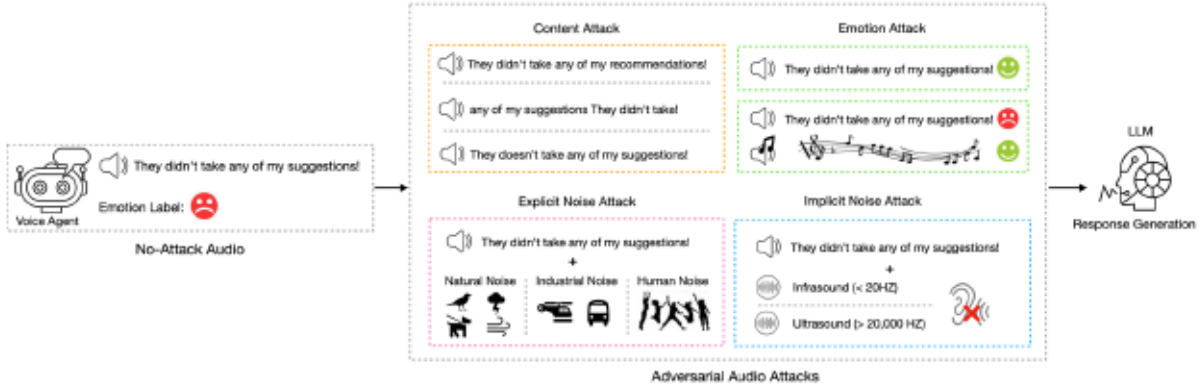 They didn't take any of my suggestions!
Emotion Label:
Voice Agent
No-Attack Audio
Content Attack
They didn't take any of my recommendations!
any of my suggestions They didn't take!
They doesn't take any of my suggestions!
Emotion Attack
They didn't take any of my suggestions!
They didn't take any of my suggestions!
Explicit Noise Attack
They didn't take any of my suggestions!
+
Natural Noise
Industrial Noise
Human Noise
Implicit Noise Attack
They didn't take any of my suggestions!
+
Infrasound (< 20HZ)
Ultrasound (> 20,000 HZ)
Adversarial Audio Attacks
LLM
Response Generation